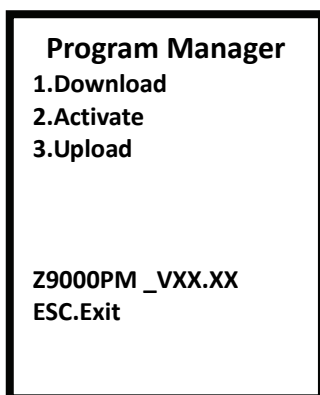 Program Manager
1.Download
2.Activate
3.Upload
Z9000PM _VXX.XX
ESC.Exit